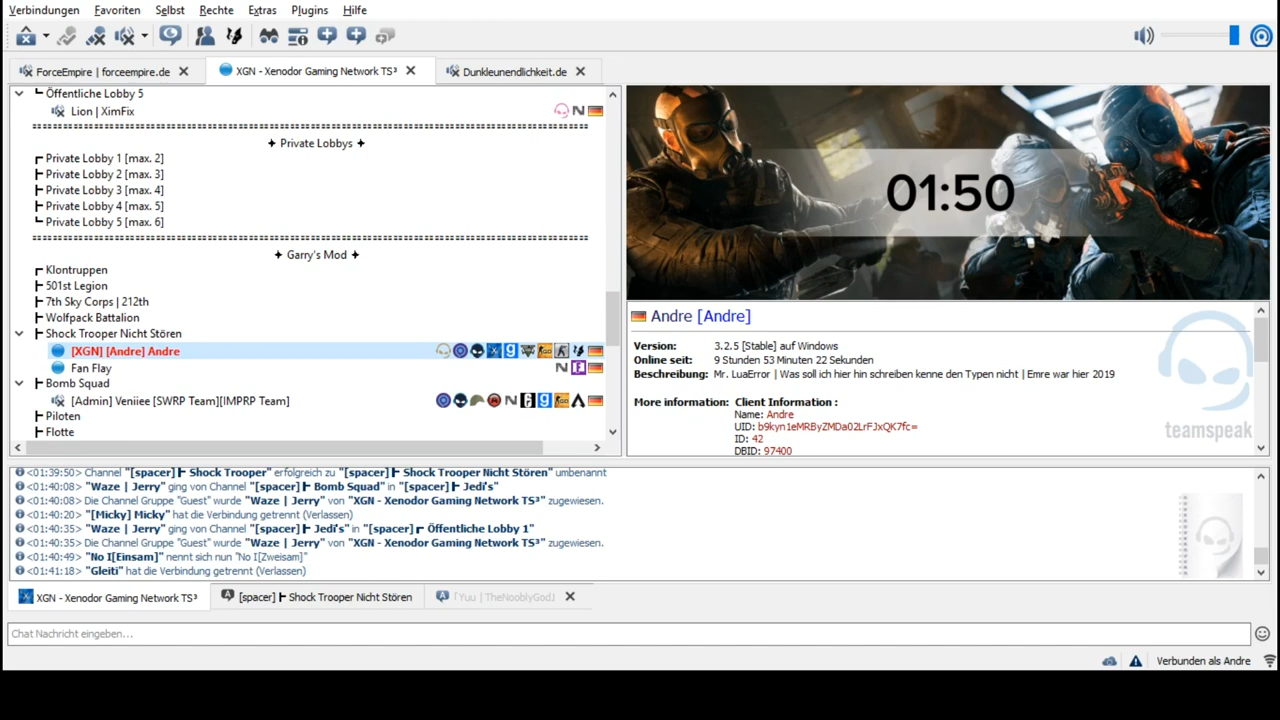 Verbindungen Favoriten Selbst Rechte Extras Plugins Hilfe
ForceEmpire | forceempire.de
XGN - Xenodor Gaming Network TS³
Dunkleunendlichkeit.de
Öffentliche Lobby 5
Lion | XimFix
✦ Private Lobbys ✦
Private Lobby 1 [max. 2]
Private Lobby 2 [max. 3]
Private Lobby 3 [max. 4]
Private Lobby 4 [max. 5]
Private Lobby 5 [max. 6]
✦ Garry's Mod ✦
Klontruppen
501st Legion
7th Sky Corps | 212th
Wolfpack Battalion
Shock Trooper Nicht Stören
[XGN] [Andre] Andre
Fan Flay
Bomb Squad
[Admin] Veniiee [SWRP Team][IMPRP Team]
Piloten
Flotte
01:50
Andre [Andre]
Version: 3.2.5 [Stable] auf Windows
Online seit: 9 Stunden 53 Minuten 22 Sekunden
Beschreibung: Mr. LuaError | Was soll ich hier hin schreiben kenne den Typen nicht | Emre war hier 2019
More information: Client Information :
Name: Andre
UID: b9kyn1eMRByZMDa02LrFJxQK7fc=
ID: 42
DBID: 97400
teamspeak
<01:39:50> Channel "[spacer]┣ Shock Trooper" erfolgreich zu "[spacer]┣ Shock Trooper Nicht Stören" umbenannt
<01:40:08> "Waze | Jerry" ging von Channel "[spacer]┣ Bomb Squad" in "[spacer]┣ Jedi's"
<01:40:08> Die Channel Gruppe "Guest" wurde "Waze | Jerry" von "XGN - Xenodor Gaming Network TS³" zugewiesen.
<01:40:20> "[Micky] Micky" hat die Verbindung getrennt (Verlassen)
<01:40:35> "Waze | Jerry" ging von Channel "[spacer]┣ Jedi's" in "[spacer]┏ Öffentliche Lobby 1"
<01:40:35> Die Channel Gruppe "Guest" wurde "Waze | Jerry" von "XGN - Xenodor Gaming Network TS³" zugewiesen.
<01:40:49> "No I[Einsam]" nennt sich nun "No I[Zweisam]"
<01:41:18> "Gleiti" hat die Verbindung getrennt (Verlassen)
XGN - Xenodor Gaming Network TS³
[spacer]┣ Shock Trooper Nicht Stören
「Yuu | TheNooblyGod」
Chat Nachricht eingeben...
Verbunden als Andre